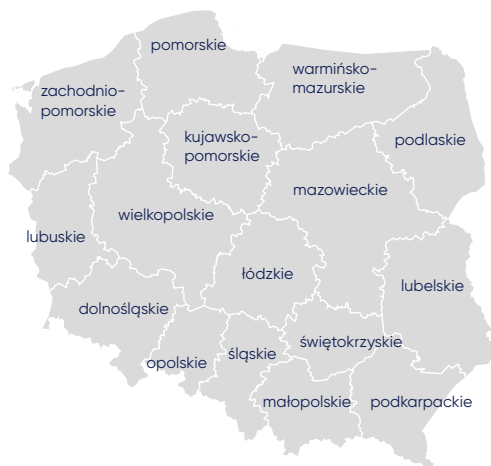 pomorskie
warmińsko-
mazurskie
zachodnio-
pomorskie
kujawsko-
pomorskie
podlaskie
mazowieckie
wielkopolskie
lubuskie
łódzkie
lubelskie
dolnośląskie
świętokrzyskie
śląskie
opolskie
małopolskie
podkarpackie